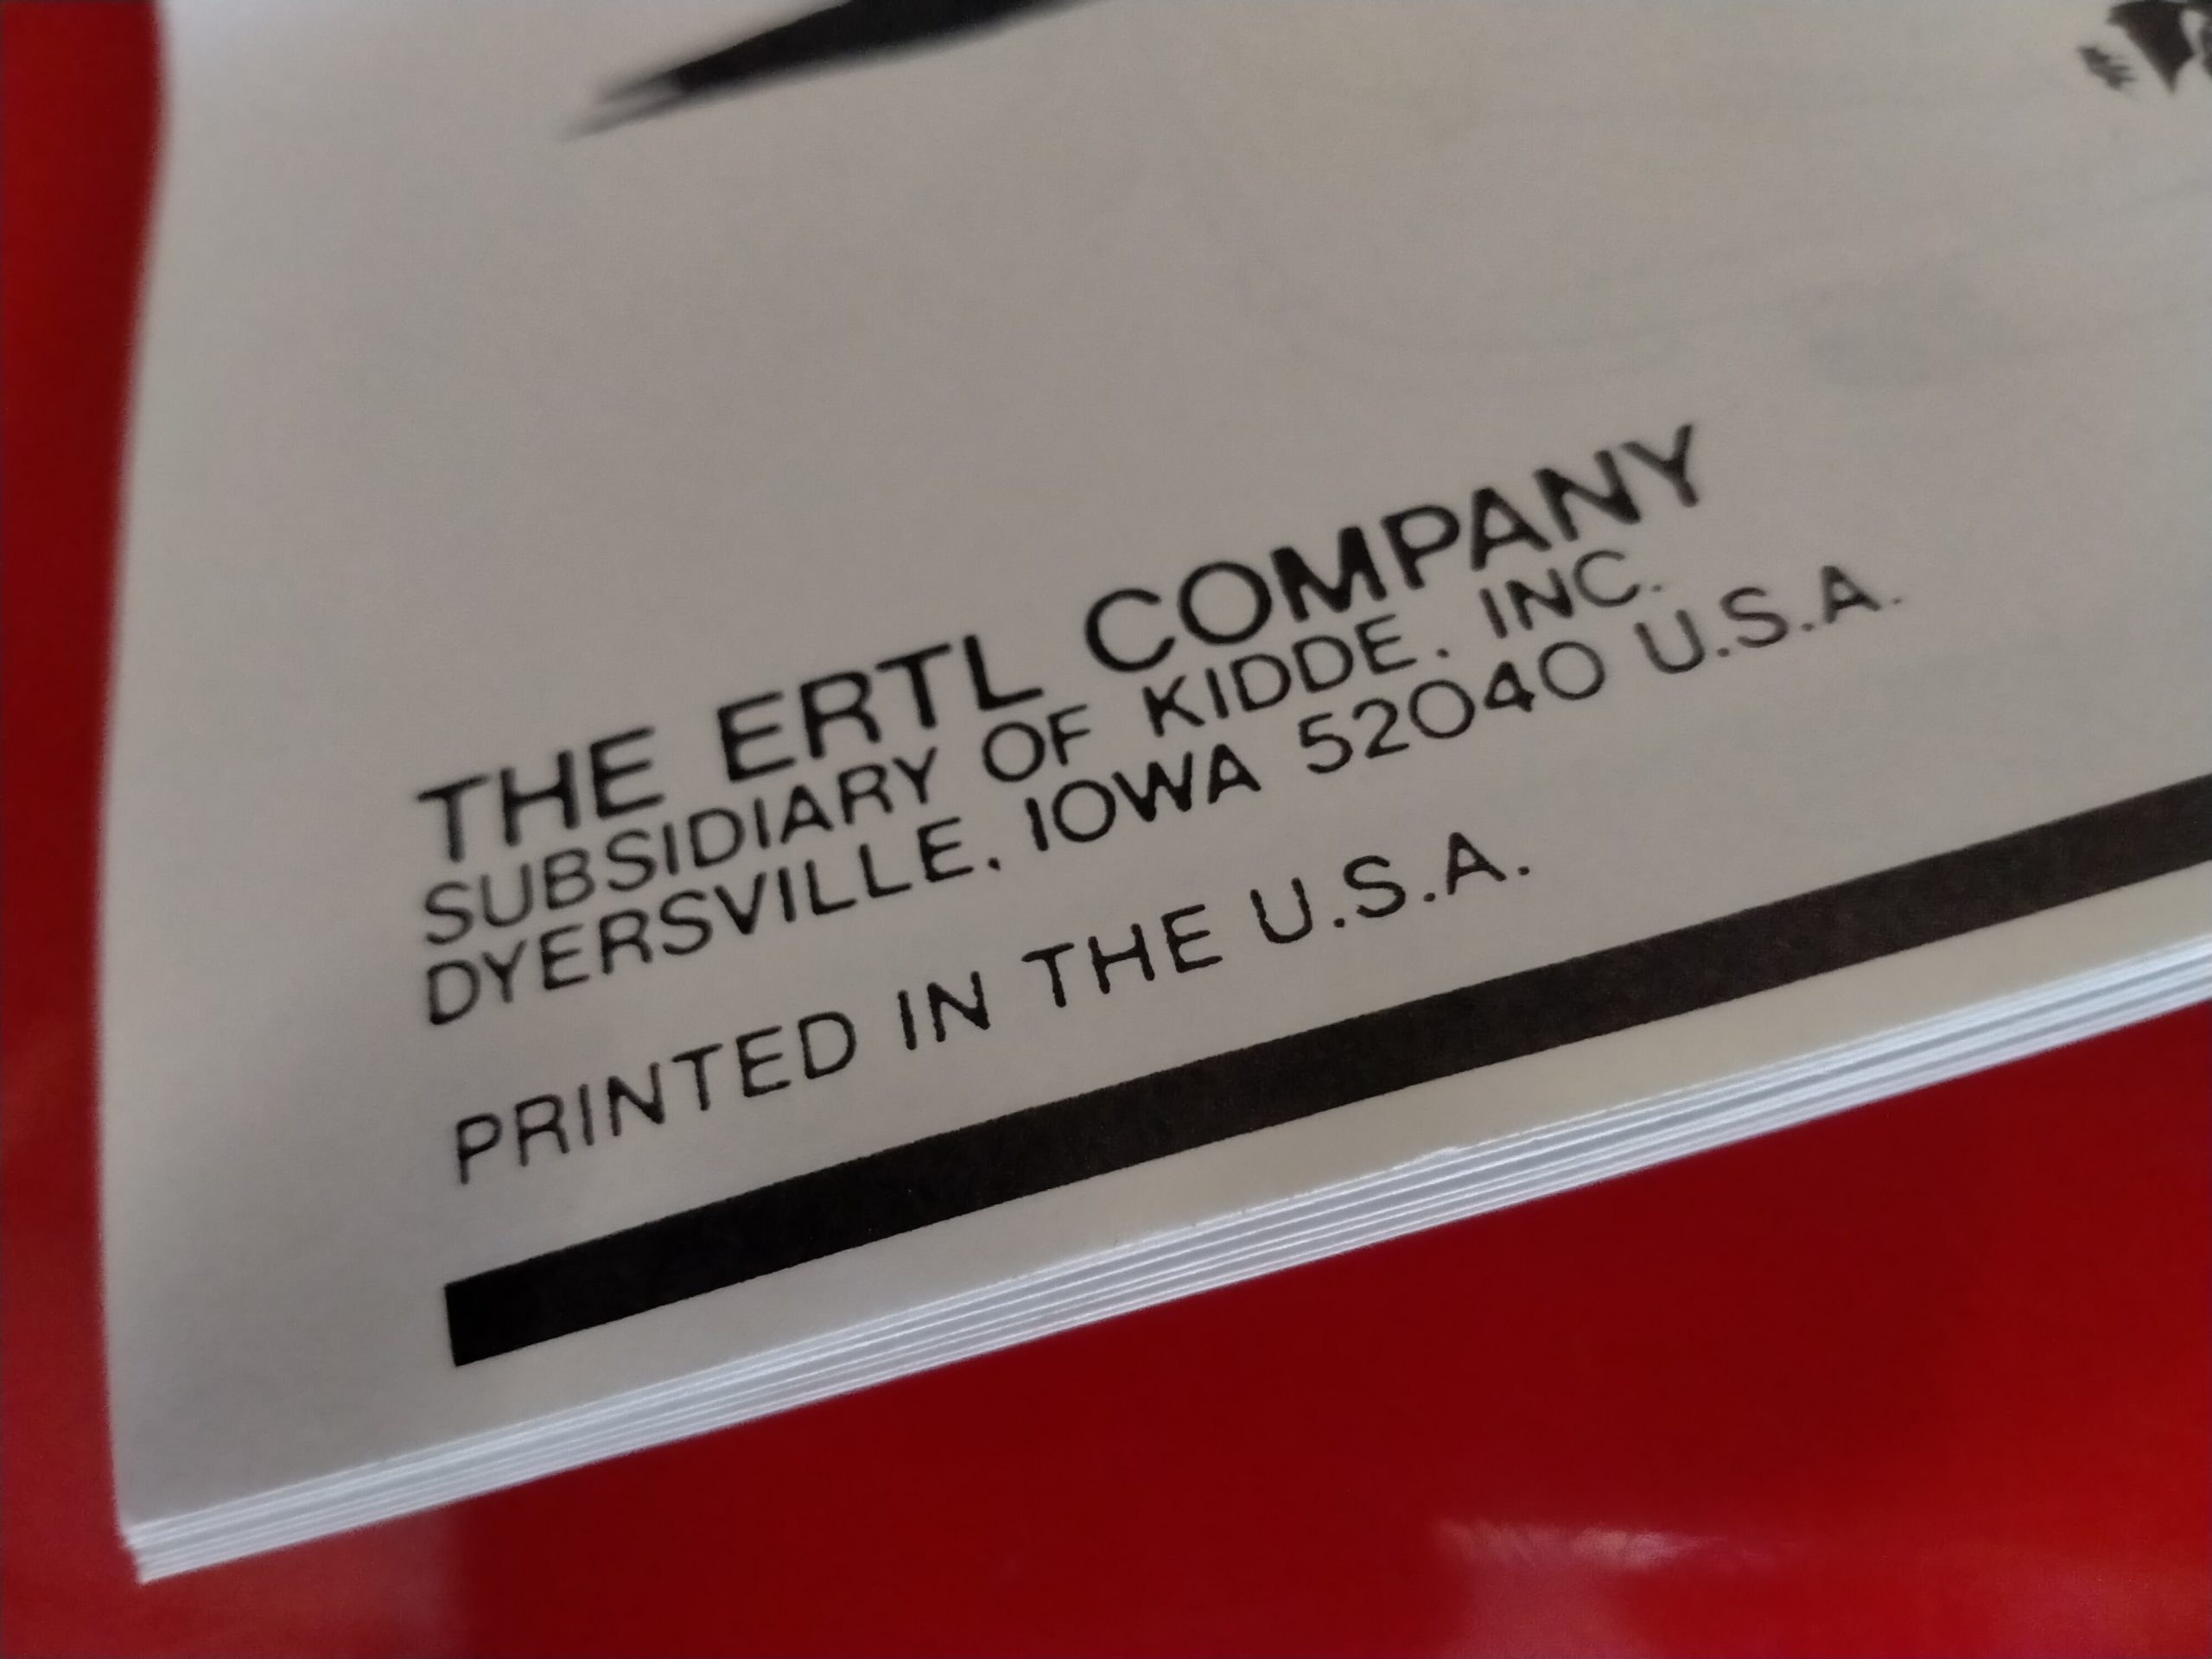 THE ERTL COMPANY
SUBSIDIARY OF KIDDE, INC.
DYERSVILLE, IOWA 52040 U.S.A.
PRINTED IN THE U.S.A.